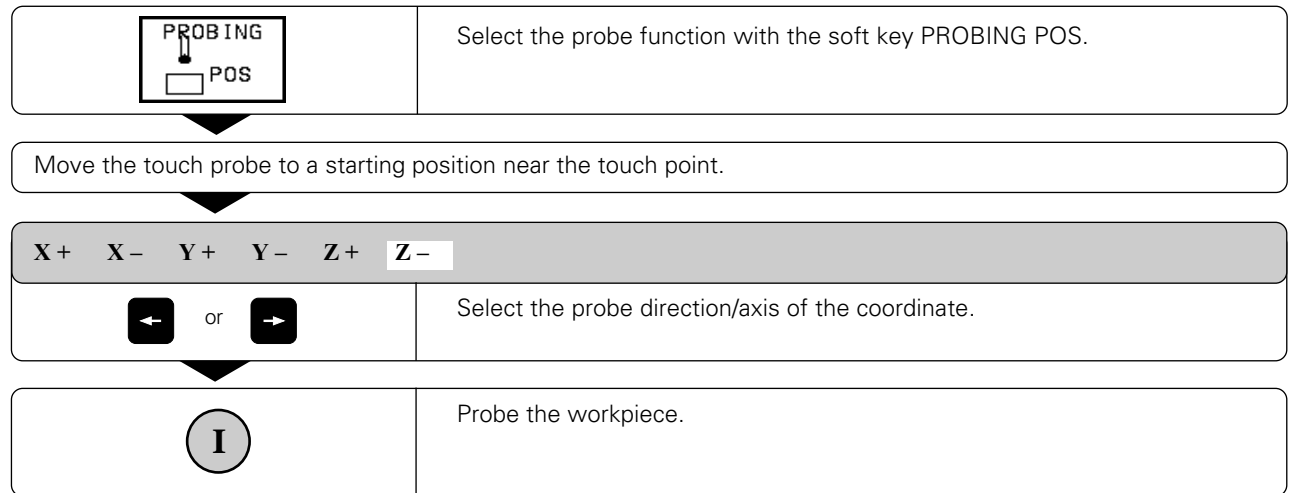 PROBING
POS
Select the probe function with the soft key PROBING POS.
Move the touch probe to a starting position near the touch point.
X + X – Y + Y – Z + Z –
or
Select the probe direction/axis of the coordinate.
I
Probe the workpiece.